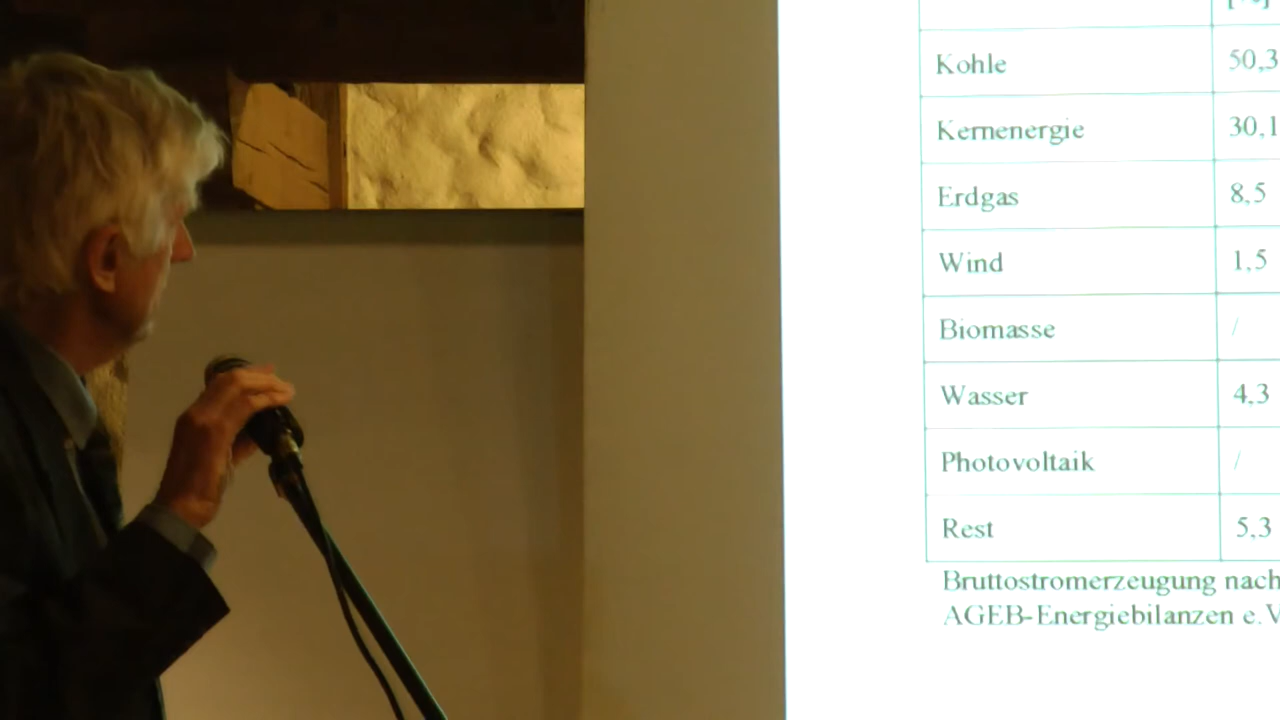 Kohle 50,3
Kernenergie 30,1
Erdgas 8,5
Wind 1,5
Biomasse /
Wasser 4,3
Photovoltaik /
Rest 5,3
Bruttostromerzeugung nach
AGEB-Energiebilanzen e.V